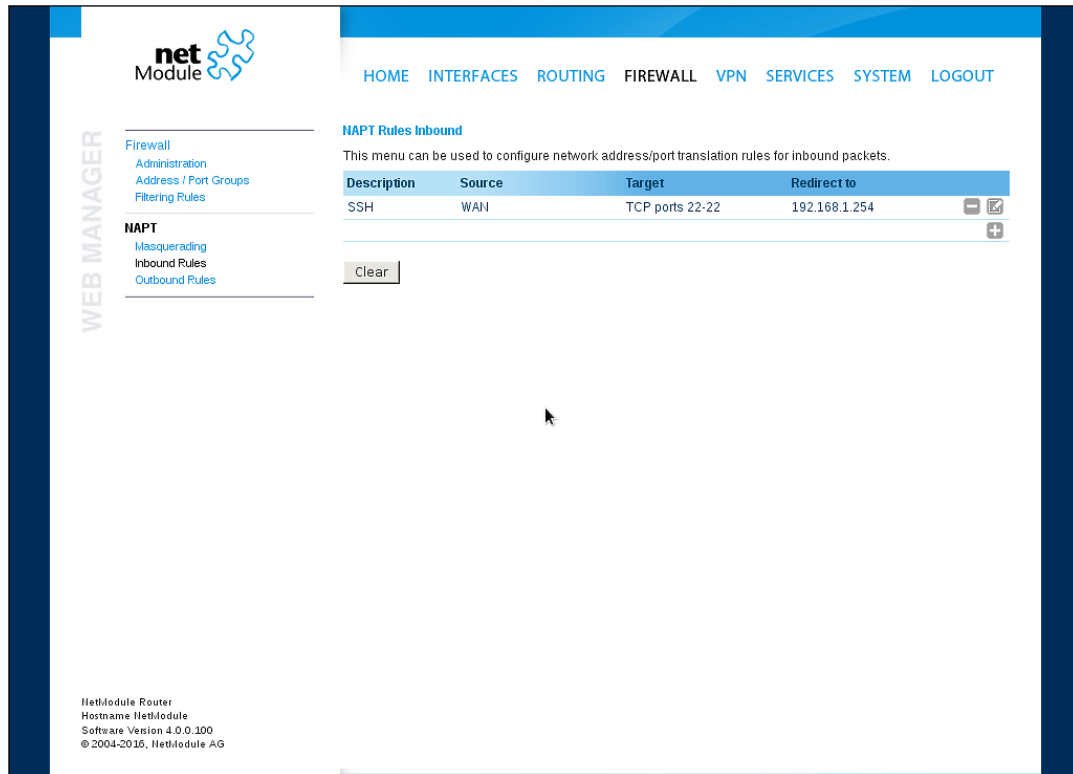 net
Module
HOME INTERFACES ROUTING FIREWALL VPN SERVICES SYSTEM LOGOUT
WEB MANAGER
Firewall
Administration
Address / Port Groups
Filtering Rules
NAPT
Masquerading
Inbound Rules
Outbound Rules
NAPT Rules Inbound
This menu can be used to configure network address/port translation rules for inbound packets.
Description Source Target Redirect to
SSH WAN TCP ports 22-22 192.168.1.254
Clear
NetModule Router
Hostname NetModule
Software Version 4.0.0.100
© 2004-2016, NetModule AG